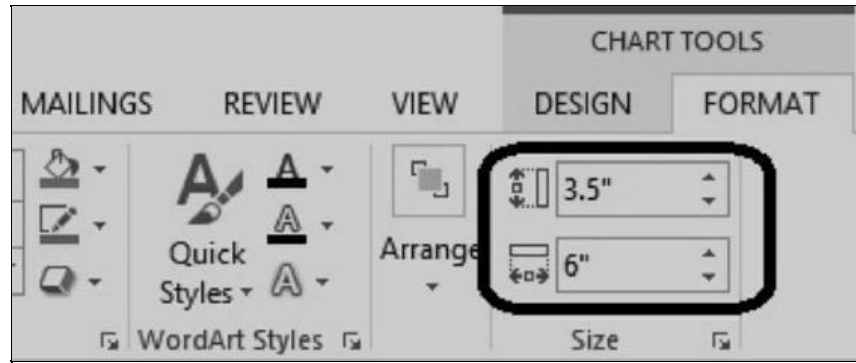 CHART TOOLS
MAILINGS REVIEW VIEW DESIGN FORMAT
3.5"
Quick
Styles
Arrange
6"
WordArt Styles
Size